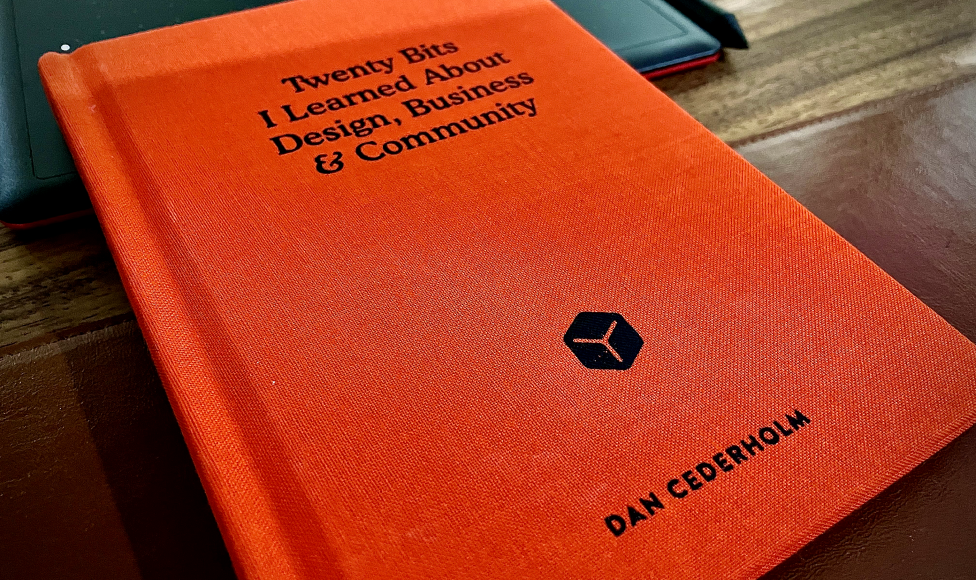 Twenty Bits
I Learned About
Design, Business
& Community
DAN CEDERHOLM